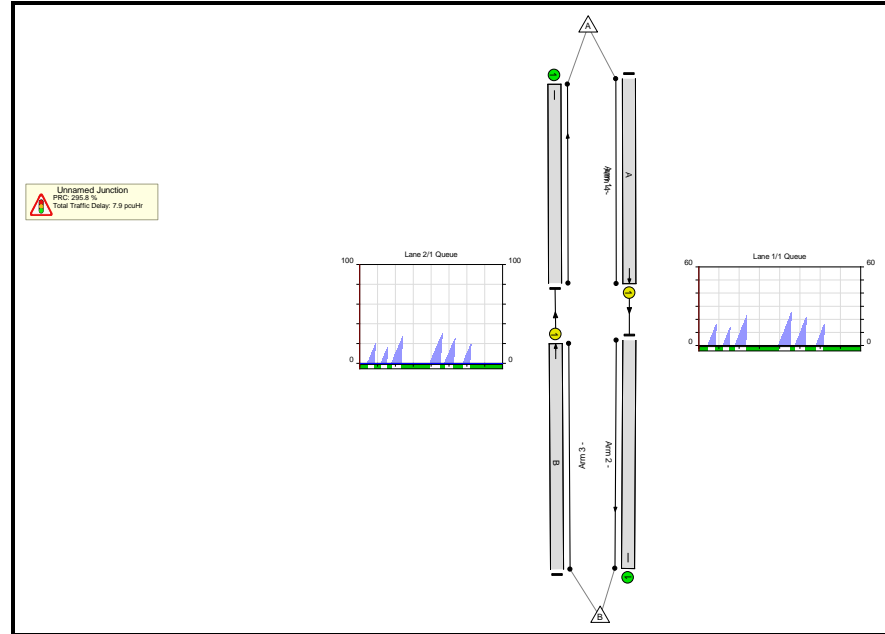 A
A
Unnamed Junction
PRC: 295.8 %
Total Traffic Delay: 7.9 pcuHr
Lane 2/1 Queue
100
100
0
0
Lane 1/1 Queue
60
60
0
0
B
Arm 3 -
Arm 2 -
B